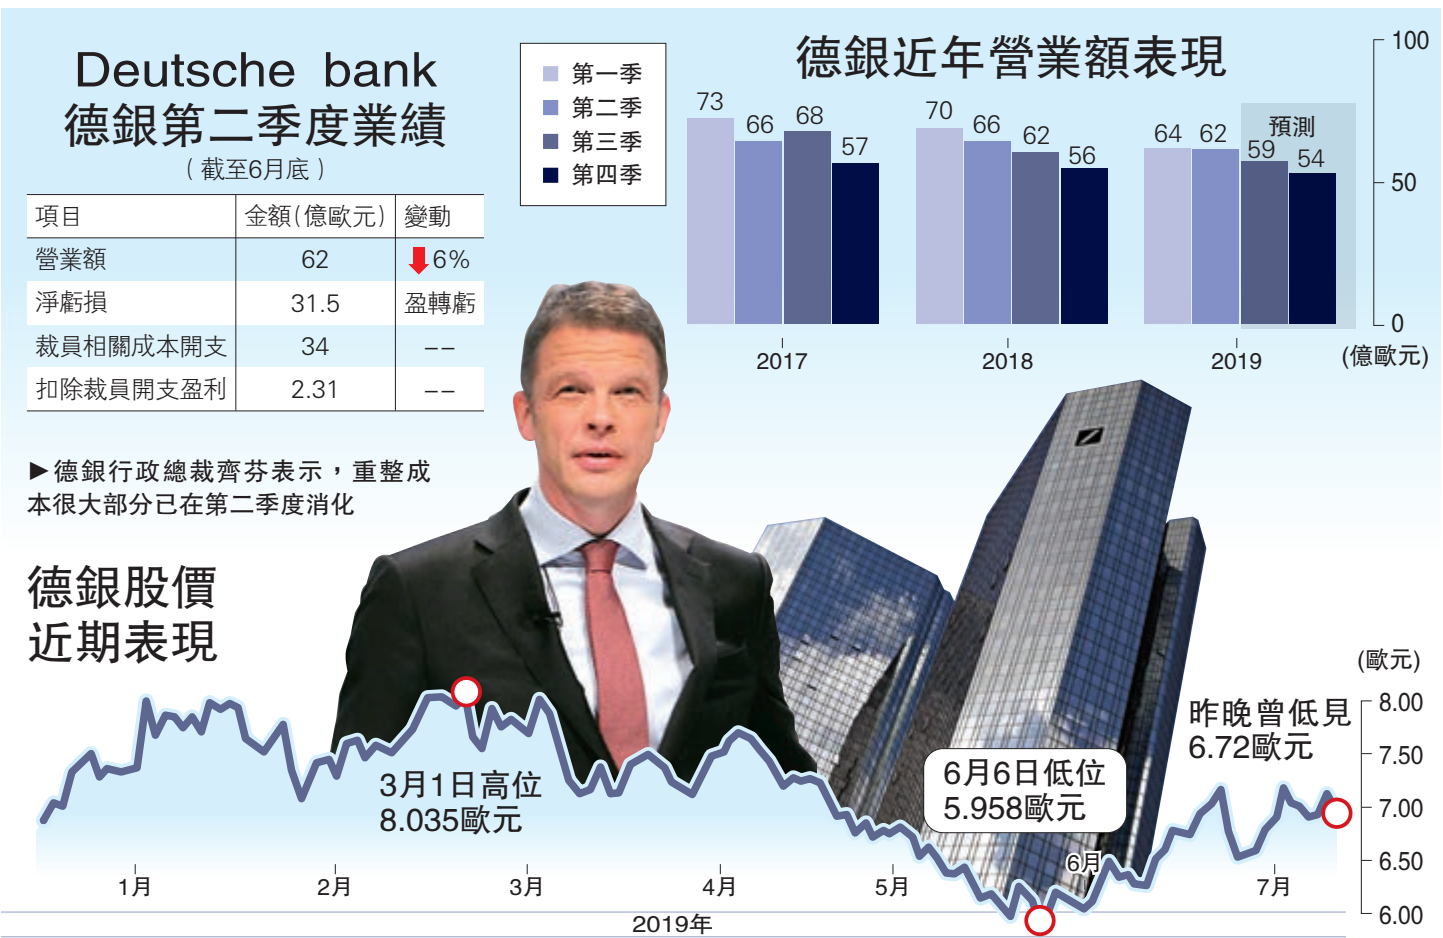 Deutsche bank
德銀第二季度業績
（截至6月底）
項目 金額(億歐元) 變動
營業額 62 6%
淨虧損 31.5 盈轉虧
裁員相關成本開支 34 −−
扣除裁員開支盈利 2.31 −−
▶德銀行政總裁齊芬表示，重整成
本很大部分已在第二季度消化
第一季
第二季
第三季
第四季
德銀近年營業額表現
73 66 68 57
70 66 62 56
64 62 59 54
預測
100
50
0
2017 2018 2019 (億歐元)
德銀股價
近期表現
3月1日高位
8.035歐元
6月6日低位
5.958歐元
昨晚曾低見
6.72歐元
(歐元)
8.00
7.50
7.00
6.50
6.00
1月 2月 3月 4月 5月 6月 7月
2019年